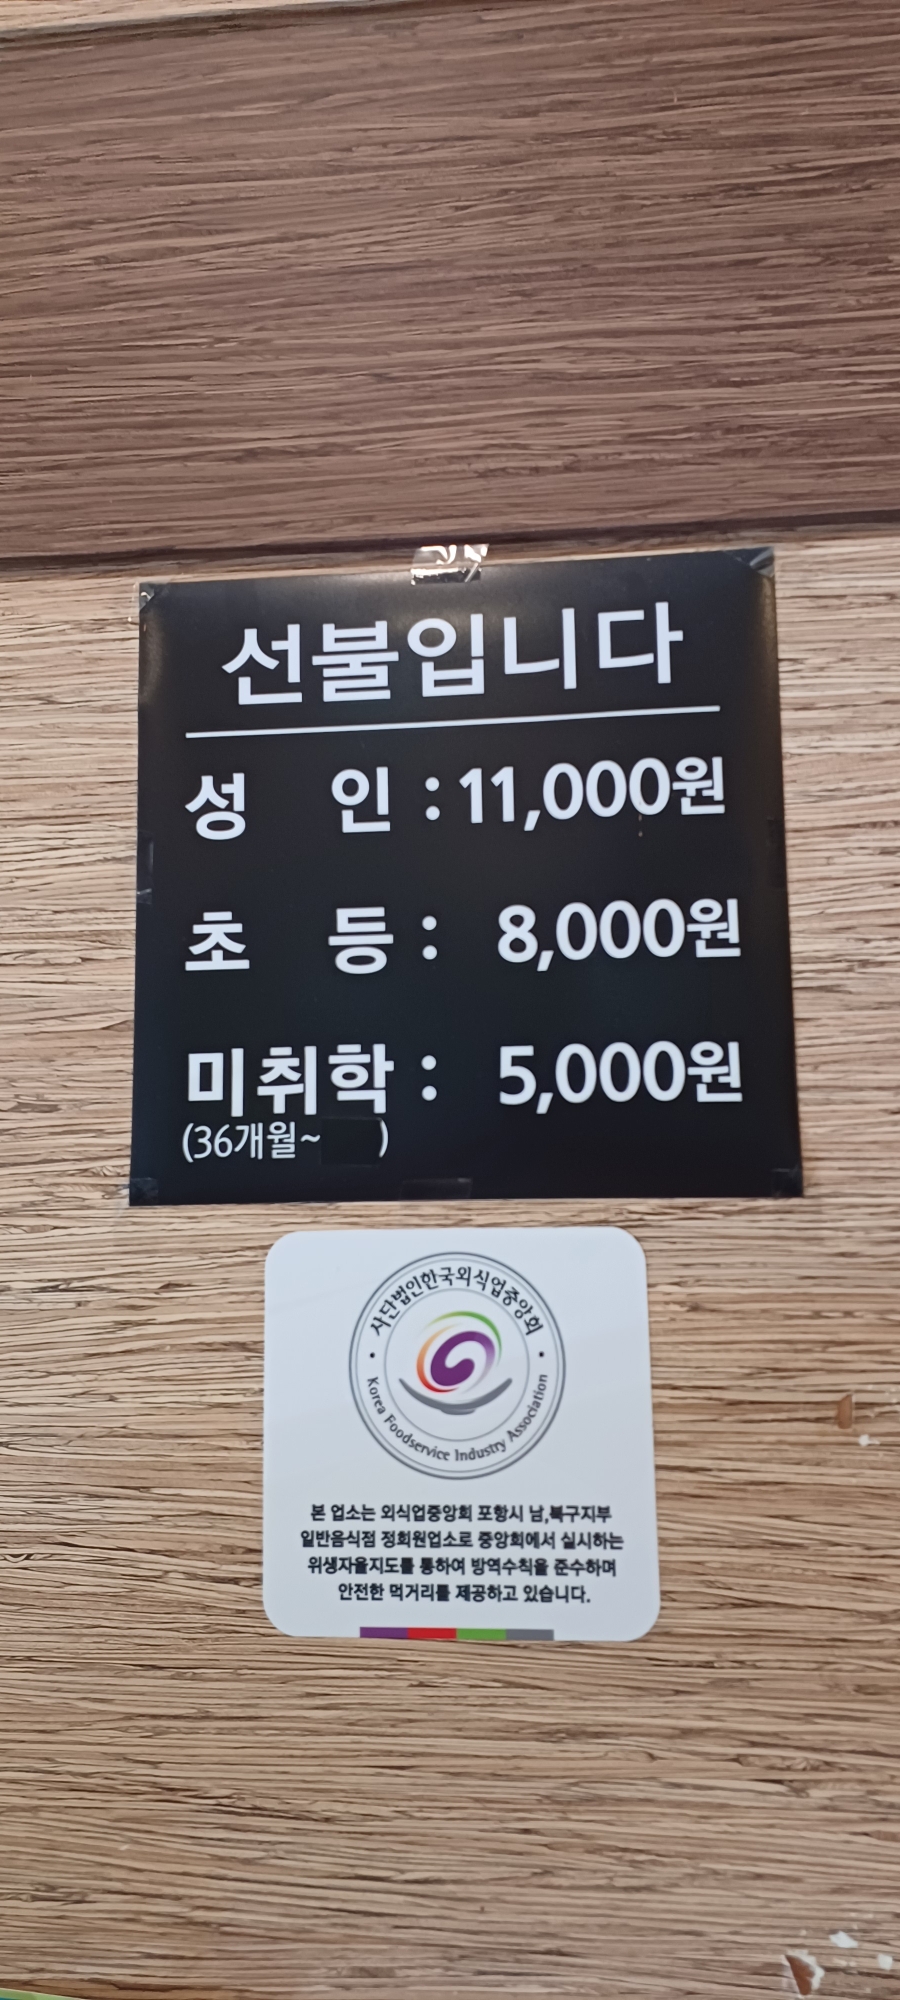 선불입니다
성 인 : 11,000원
초 등 : 8,000원
미취학 : 5,000원
(36개월~ )
사단법인한국외식업중앙회
Korea Foodservice Industry Association
본 업소는 외식업중앙회 포항시 남,북구지부
일반음식점 정회원업소로 중앙회에서 실시하는
위생자율지도를 통하여 방역수칙을 준수하며
안전한 먹거리를 제공하고 있습니다.